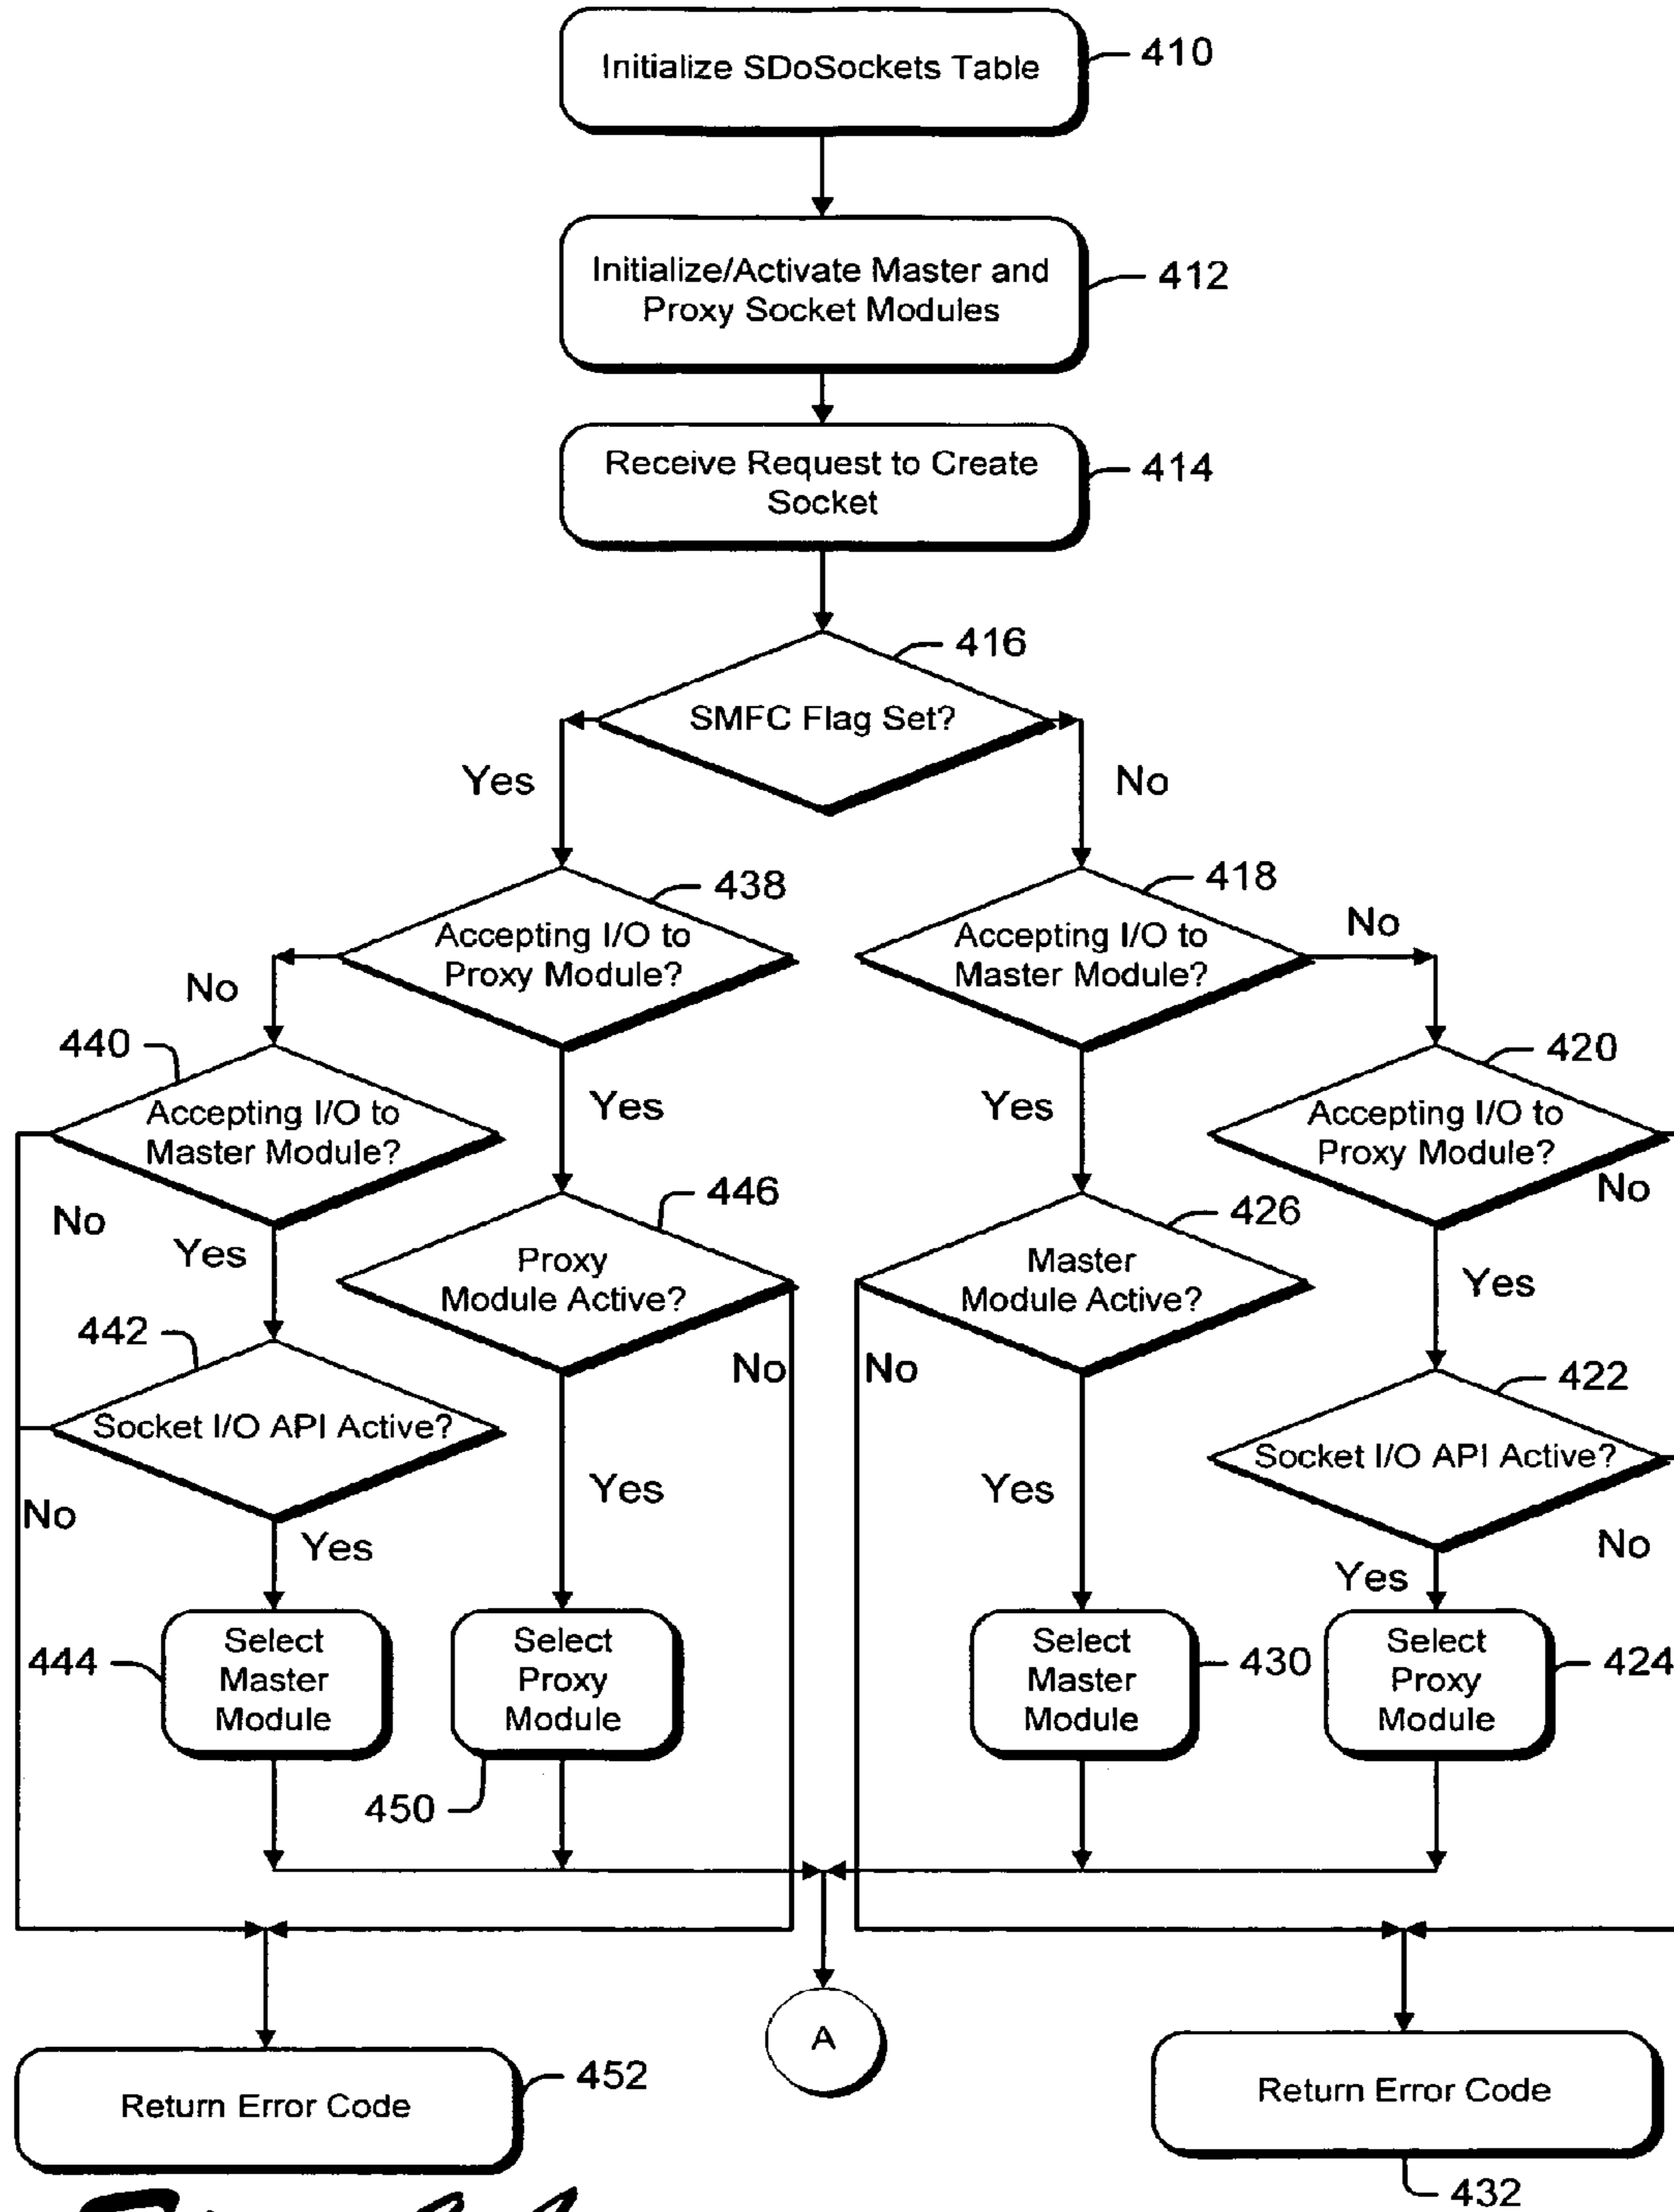 Initialize SDoSockets Table
410
Initialize/Activate Master and
Proxy Socket Modules
412
Receive Request to Create
Socket
414
416
SMFC Flag Set?
Yes
No
438
Accepting I/O to
Proxy Module?
No
418
Accepting I/O to
Master Module?
No
440
Accepting I/O to
Master Module?
No
Yes
Yes
Yes
420
Accepting I/O to
Proxy Module?
No
Yes
446
Proxy
Module Active?
No
426
Master
Module Active?
No
442
Socket I/O API Active?
No
Yes
Yes
Yes
422
Socket I/O API Active?
No
Yes
444
Select
Master
Module
Select
Proxy
Module
450
Select
Master
Module
430
Select
Proxy
Module
424
A
Return Error Code
452
Return Error Code
432